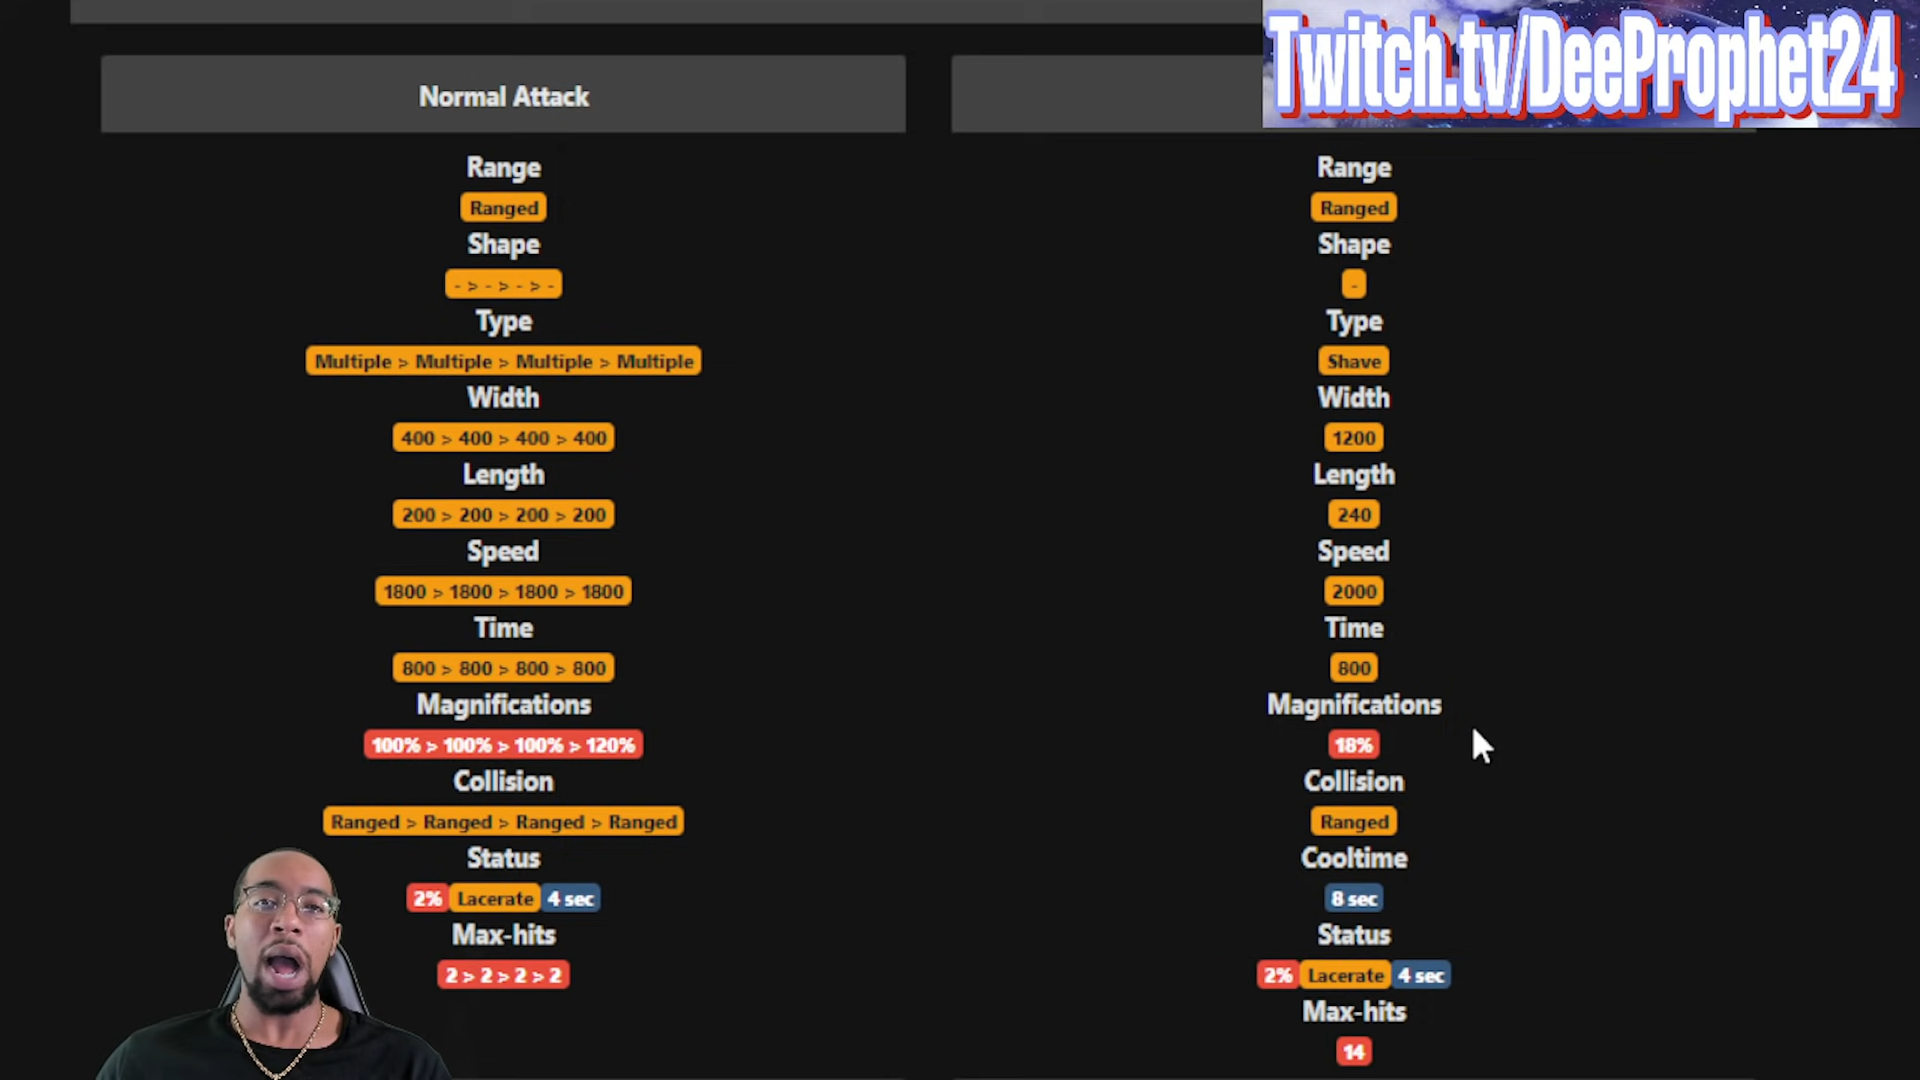 Twitch.tv/DeeProphet24
Normal Attack
Range
Ranged
Shape
- > - > - > -
Type
Multiple > Multiple > Multiple > Multiple
Width
400 > 400 > 400 > 400
Length
200 > 200 > 200 > 200
Speed
1800 > 1800 > 1800 > 1800
Time
800 > 800 > 800 > 800
Magnifications
100% > 100% > 100% > 120%
Collision
Ranged > Ranged > Ranged > Ranged
Status
2% Lacerate 4 sec
Max-hits
2 > 2 > 2 > 2
Range
Ranged
Shape
-
Type
Shave
Width
1200
Length
240
Speed
2000
Time
800
Magnifications
18%
Collision
Ranged
Cooltime
8 sec
Status
2% Lacerate 4 sec
Max-hits
14